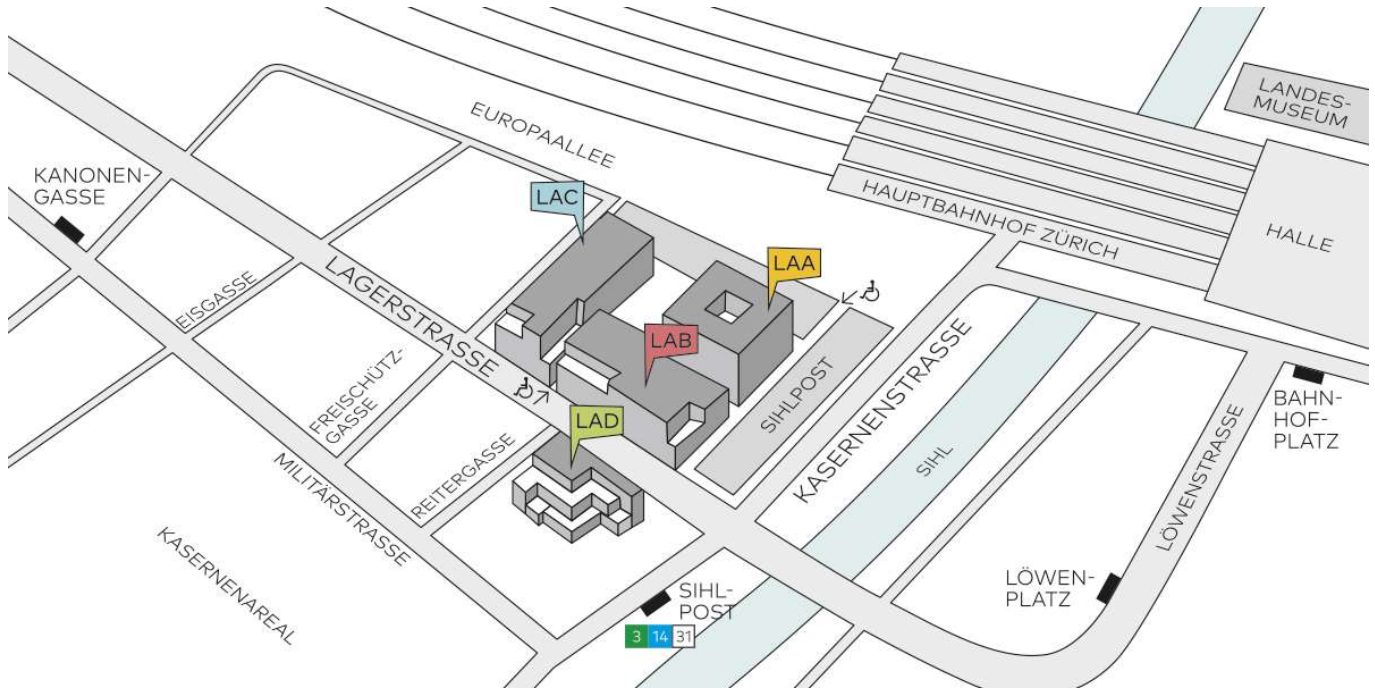 LANDES-
MUSEUM
EUROPAALLEE
KANONEN-
GASSE
LAC
HAUPTBAHNHOF ZÜRICH
HALLE
LAA
EISGASSE
LAGERSTRASSE
LAB
SIHLPOST
KASERNENSTRASSE
FREISCHÜTZ-
GASSE
LAD
SIHL
BAHN-
HOF-
PLATZ
REITERGASSE
MILITÄRSTRASSE
LÖWENSTRASSE
KASERNENAREAL
SIHL-
POST
3 14 31
LÖWEN-
PLATZ